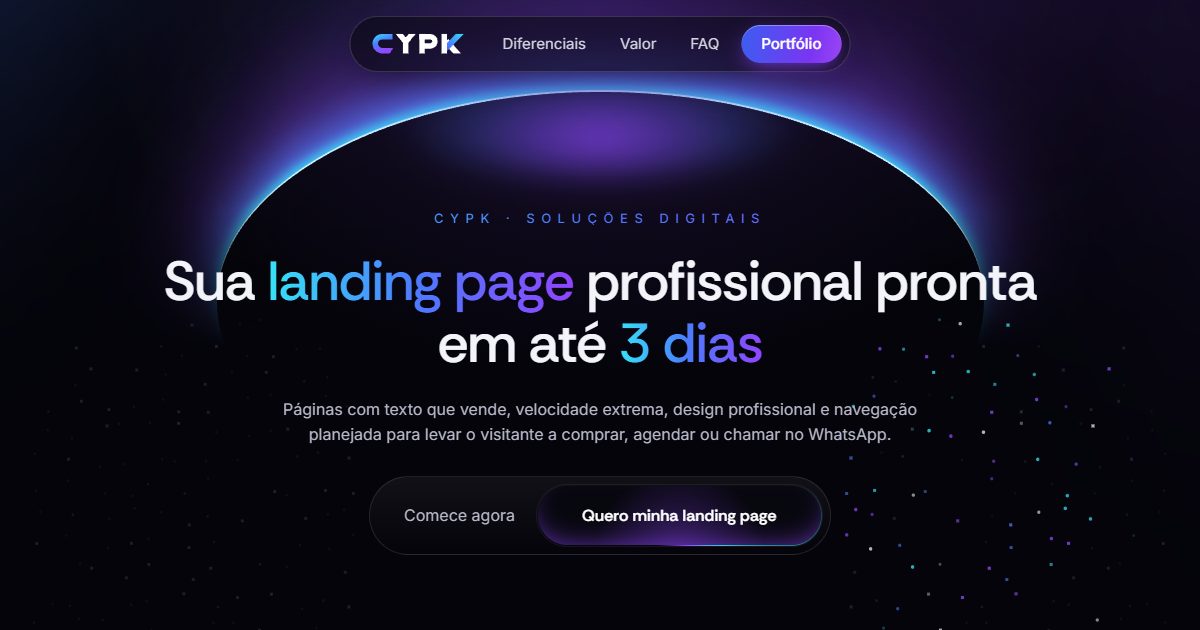 CYPK
Diferenciais
Valor
FAQ
Portfólio
CYPK · SOLUÇÕES DIGITAIS
Sua landing page profissional pronta
em até 3 dias
Páginas com texto que vende, velocidade extrema, design profissional e navegação
planejada para levar o visitante a comprar, agendar ou chamar no WhatsApp.
Comece agora
Quero minha landing page